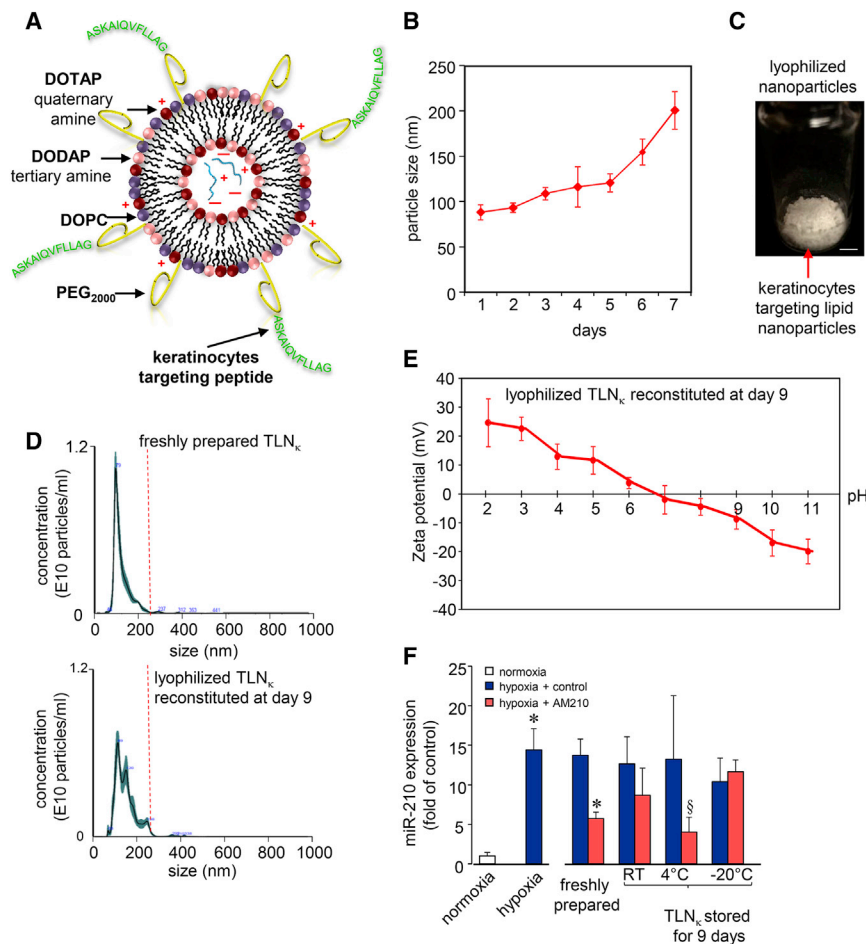 A
ASKAIQVFLLAG
ASKAIQVFLLAG
DOTAP
quaternary
amine
DODAP
tertiary amine
DOPC
ASKAIQVFLLAG
PEG2000
ASKAIQVFLLAG
keratinocytes
targeting peptide
+
+
+
+
+
+
B
particle size (nm)
250
200
150
100
50
0
1 2 3 4 5 6 7
days
C
lyophilized
nanoparticles
keratinocytes
targeting lipid
nanoparticles
D
freshly prepared TLNκ
concentration
(E10 particles/ml)
1.2
0
0 200 400 600 800 1000
size (nm)
lyophilized TLNκ
reconstituted at day 9
concentration
(E10 particles/ml)
1.2
0
0 200 400 600 800 1000
size (nm)
E
lyophilized TLNκ reconstituted at day 9
Zeta potential (mV)
40
30
20
10
0
-10
-20
-30
-40
2 3 4 5 6 7 8 9 10 11
pH
F
normoxia
hypoxia + control
hypoxia + AM210
miR-210 expression
(fold of control)
25
20
15
10
5
0
*
*
§
normoxia
hypoxia
freshly
prepared
RT 4°C -20°C
TLNκ stored
for 9 days